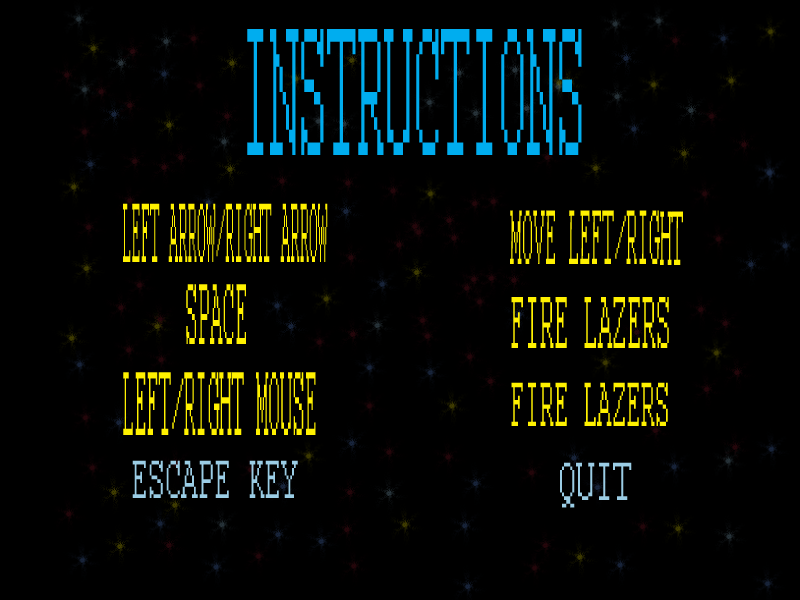 INSTRUCTIONS
LEFT ARROW/RIGHT ARROW MOVE LEFT/RIGHT
SPACE FIRE LAZERS
LEFT/RIGHT MOUSE FIRE LAZERS
ESCAPE KEY QUIT